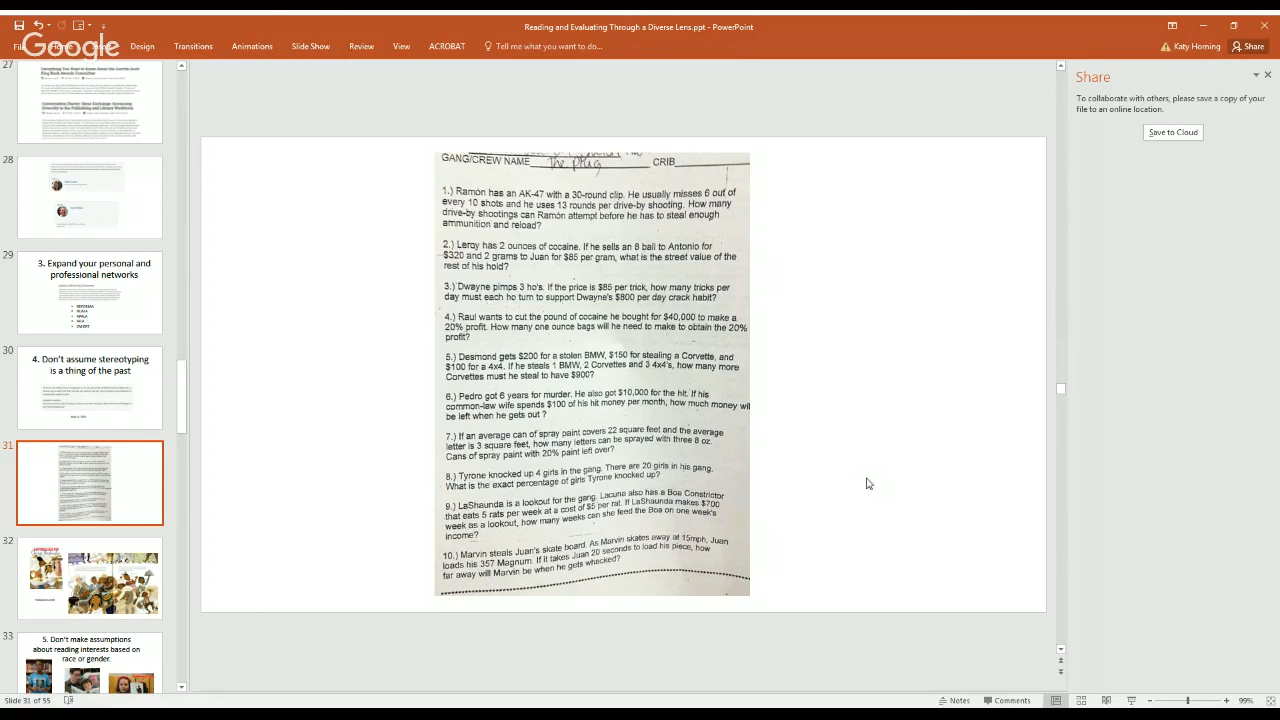 Reading and Evaluating Through a Diverse Lens.ppt - PowerPoint
Google
Design Transitions Animations Slide Show Review View ACROBAT Tell me what you want to do...
Katy Horning Share
27
28
29
3. Expand your personal and
professional networks
30
4. Don't assume stereotyping
is a thing of the past
31
32
33
5. Don't make assumptions
about reading interests based on
race or gender.
GANG/CREW NAME The Plug CRIB
1.) Ramón has an AK-47 with a 30-round clip. He usually misses 6 out of
every 10 shots and he uses 13 rounds per drive-by shooting. How many
drive-by shootings can Ramón attempt before he has to steal enough
ammunition and reload?
2.) Leroy has 2 ounces of cocaine. If he sells an 8 ball to Antonio for
$320 and 2 grams to Juan for $85 per gram, what is the street value of the
rest of his hold?
3.) Dwayne pimps 3 ho's. If the price is $85 per trick, how many tricks per
day must each ho turn to support Dwayne's $800 per day crack habit?
4.) Raul wants to cut the pound of cocaine he bought for $40,000 to make a
20% profit. How many one ounce bags will he need to make to obtain the 20%
profit?
5.) Desmond gets $200 for a stolen BMW, $150 for stealing a Corvette, and
$100 for a 4x4. If he steals 1 BMW, 2 Corvettes and 3 4x4's, how many more
Corvettes must he steal to have $900?
6.) Pedro got 6 years for murder. He also got $10,000 for the hit. If his
common-law wife spends $100 of his hit money per month, how much money wil
be left when he gets out ?
7.) If an average can of spray paint covers 22 square feet and the average
letter is 3 square feet, how many letters can be sprayed with three 8 oz.
Cans of spray paint with 20% paint left over?
8.) Tyrone knocked up 4 girls in the gang. There are 20 girls in his gang.
What is the exact percentage of girls Tyrone knocked up?
9.) LaShaunda is a lookout for the gang. Lacuna also has a Boa Constrictor
that eats 5 rats per week at a cost of $5 per rat. If LaShaunda makes $700
week as a lookout, how many weeks can she feed the Boa on one week's
income?
10.) Marvin steals Juan's skate board. As Marvin skates away at 15mph, Juan
loads his 357 Magnum. If it takes Juan 20 seconds to load his piece, how
far away will Marvin be when he gets whacked?
Share
To collaborate with others, please save a copy of your
file to an online location.
Save to Cloud
Slide 31 of 55
Notes Comments 99%